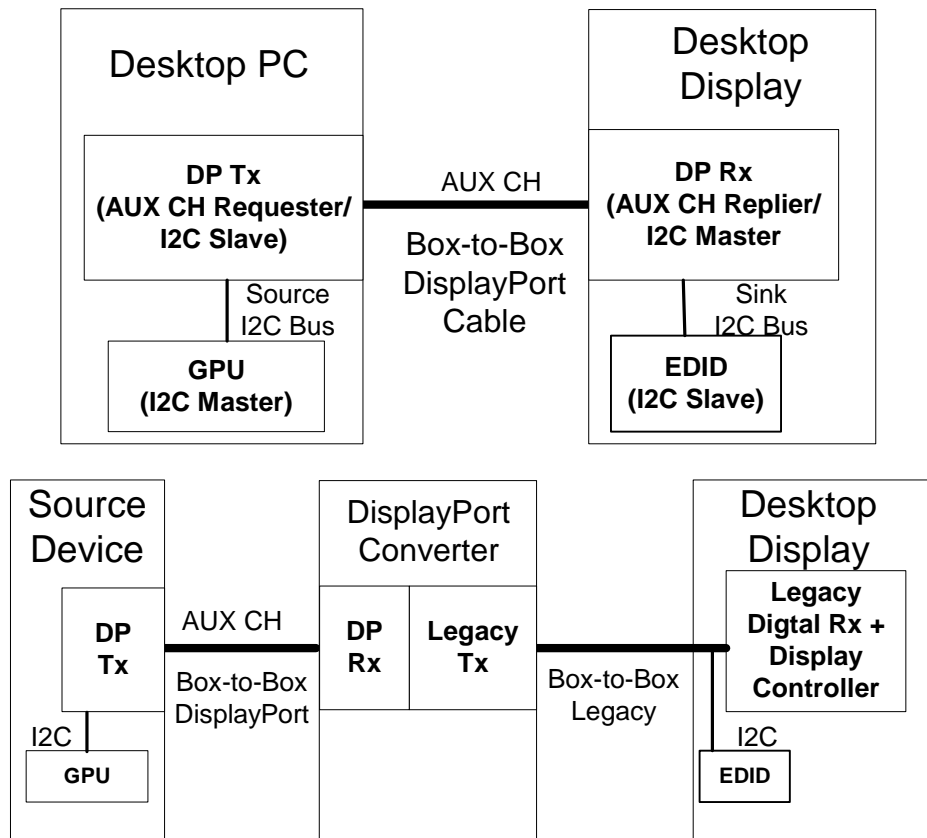 Desktop PC
DP Tx
(AUX CH Requester/
I2C Slave)
Source
I2C Bus
GPU
(I2C Master)
AUX CH
Box-to-Box
DisplayPort
Cable
Desktop
Display
DP Rx
(AUX CH Replier/
I2C Master
Sink
I2C Bus
EDID
(I2C Slave)
Source
Device
DP
Tx
I2C
GPU
AUX CH
Box-to-Box
DisplayPort
DisplayPort
Converter
DP
Rx
Legacy
Tx
Box-to-Box
Legacy
Desktop
Display
Legacy
Digtal Rx +
Display
Controller
I2C
EDID